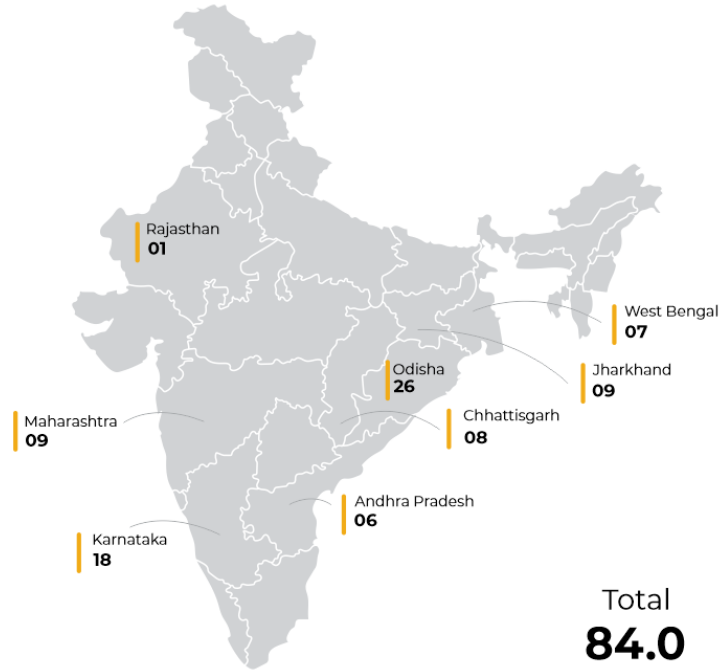 Rajasthan
01
West Bengal
07
Odisha
26
Jharkhand
09
Maharashtra
09
Chhattisgarh
08
Andhra Pradesh
06
Karnataka
18
Total
84.0